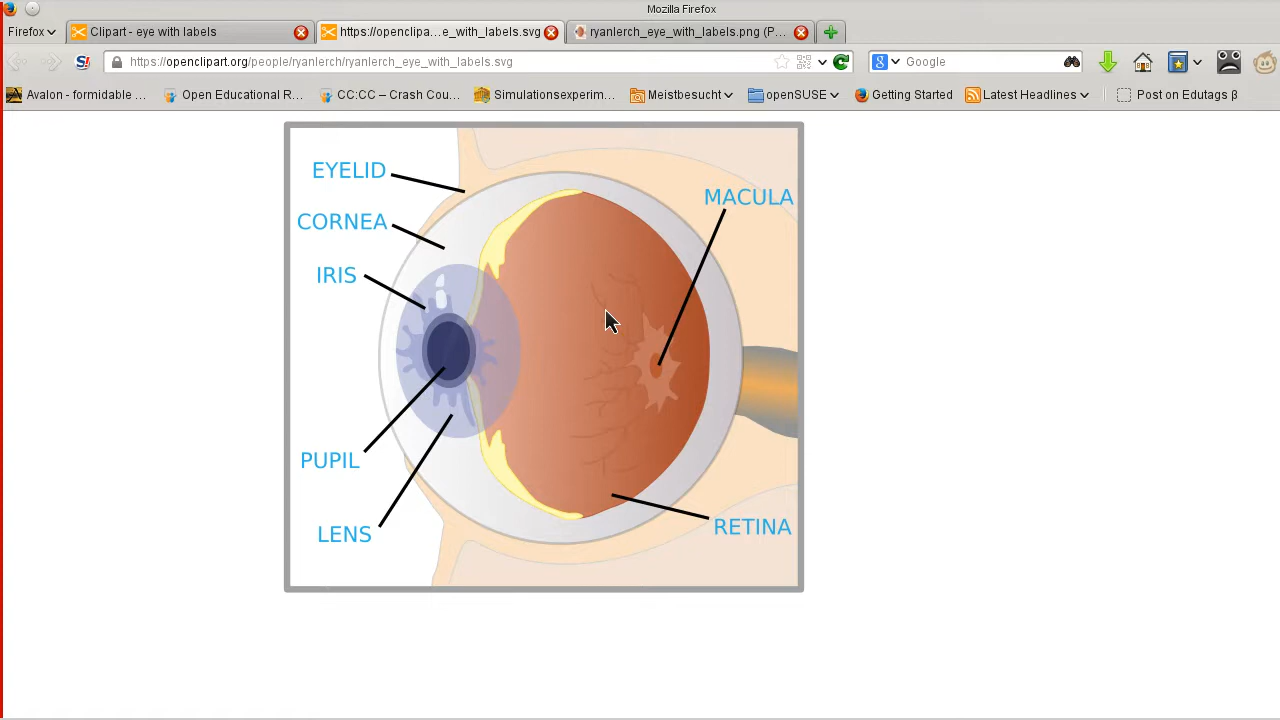 Mozilla Firefox
Firefox
Clipart - eye with labels
https://openclipa...e_with_labels.svg
ryanlerch_eye_with_labels.png (P...
S!
https://openclipart.org/people/ryanlerch/ryanlerch_eye_with_labels.svg
8
Google
Avalon - formidable ...
Open Educational R...
CC:CC – Crash Cou...
Simulationsexperim...
Meistbesucht
openSUSE
Getting Started
Latest Headlines
Post on Edutags β
EYELID
MACULA
CORNEA
IRIS
PUPIL
RETINA
LENS